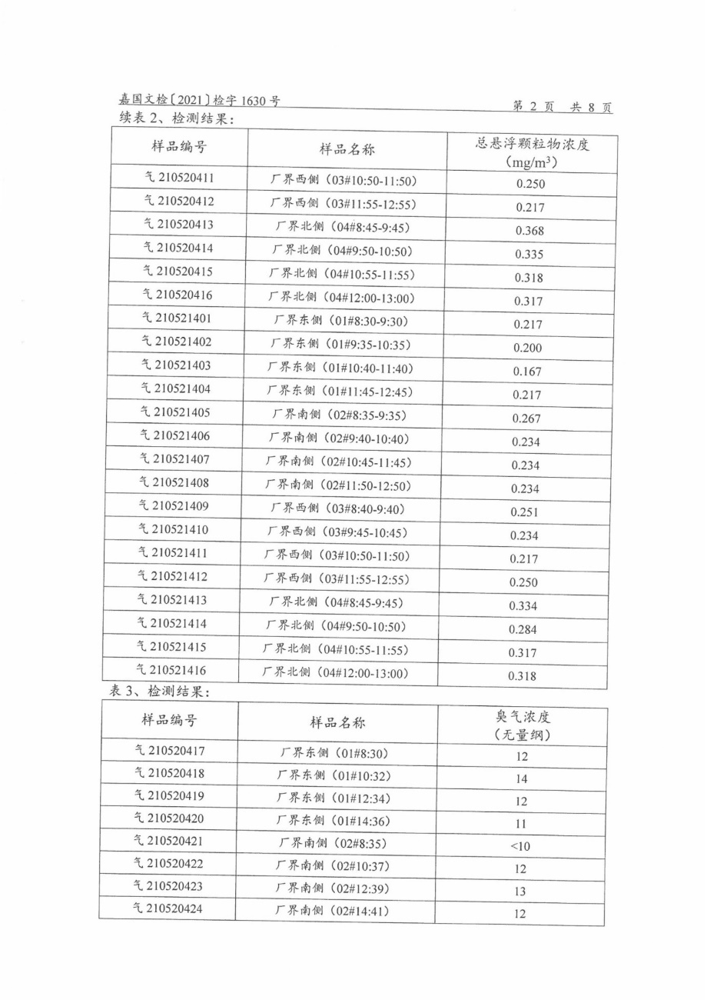 嘉国文检〔2021〕检字 1630 号 第 2 页 共 8 页
续表 2、检测结果：
样品编号 样品名称 总悬浮颗粒物浓度
（mg/m³）
气 210520411 厂界西侧（03#10:50-11:50） 0.250
气 210520412 厂界西侧（03#11:55-12:55） 0.217
气 210520413 厂界北侧（04#8:45-9:45） 0.368
气 210520414 厂界北侧（04#9:50-10:50） 0.335
气 210520415 厂界北侧（04#10:55-11:55） 0.318
气 210520416 厂界北侧（04#12:00-13:00） 0.317
气 210521401 厂界东侧（01#8:30-9:30） 0.217
气 210521402 厂界东侧（01#9:35-10:35） 0.200
气 210521403 厂界东侧（01#10:40-11:40） 0.167
气 210521404 厂界东侧（01#11:45-12:45） 0.217
气 210521405 厂界南侧（02#8:35-9:35） 0.267
气 210521406 厂界南侧（02#9:40-10:40） 0.234
气 210521407 厂界南侧（02#10:45-11:45） 0.234
气 210521408 厂界南侧（02#11:50-12:50） 0.234
气 210521409 厂界西侧（03#8:40-9:40） 0.251
气 210521410 厂界西侧（03#9:45-10:45） 0.234
气 210521411 厂界西侧（03#10:50-11:50） 0.217
气 210521412 厂界西侧（03#11:55-12:55） 0.250
气 210521413 厂界北侧（04#8:45-9:45） 0.334
气 210521414 厂界北侧（04#9:50-10:50） 0.284
气 210521415 厂界北侧（04#10:55-11:55） 0.317
气 210521416 厂界北侧（04#12:00-13:00） 0.318
表 3、检测结果：
样品编号 样品名称 臭气浓度
（无量纲）
气 210520417 厂界东侧（01#8:30） 12
气 210520418 厂界东侧（01#10:32） 14
气 210520419 厂界东侧（01#12:34） 12
气 210520420 厂界东侧（01#14:36） 11
气 210520421 厂界南侧（02#8:35） <10
气 210520422 厂界南侧（02#10:37） 12
气 210520423 厂界南侧（02#12:39） 13
气 210520424 厂界南侧（02#14:41） 12